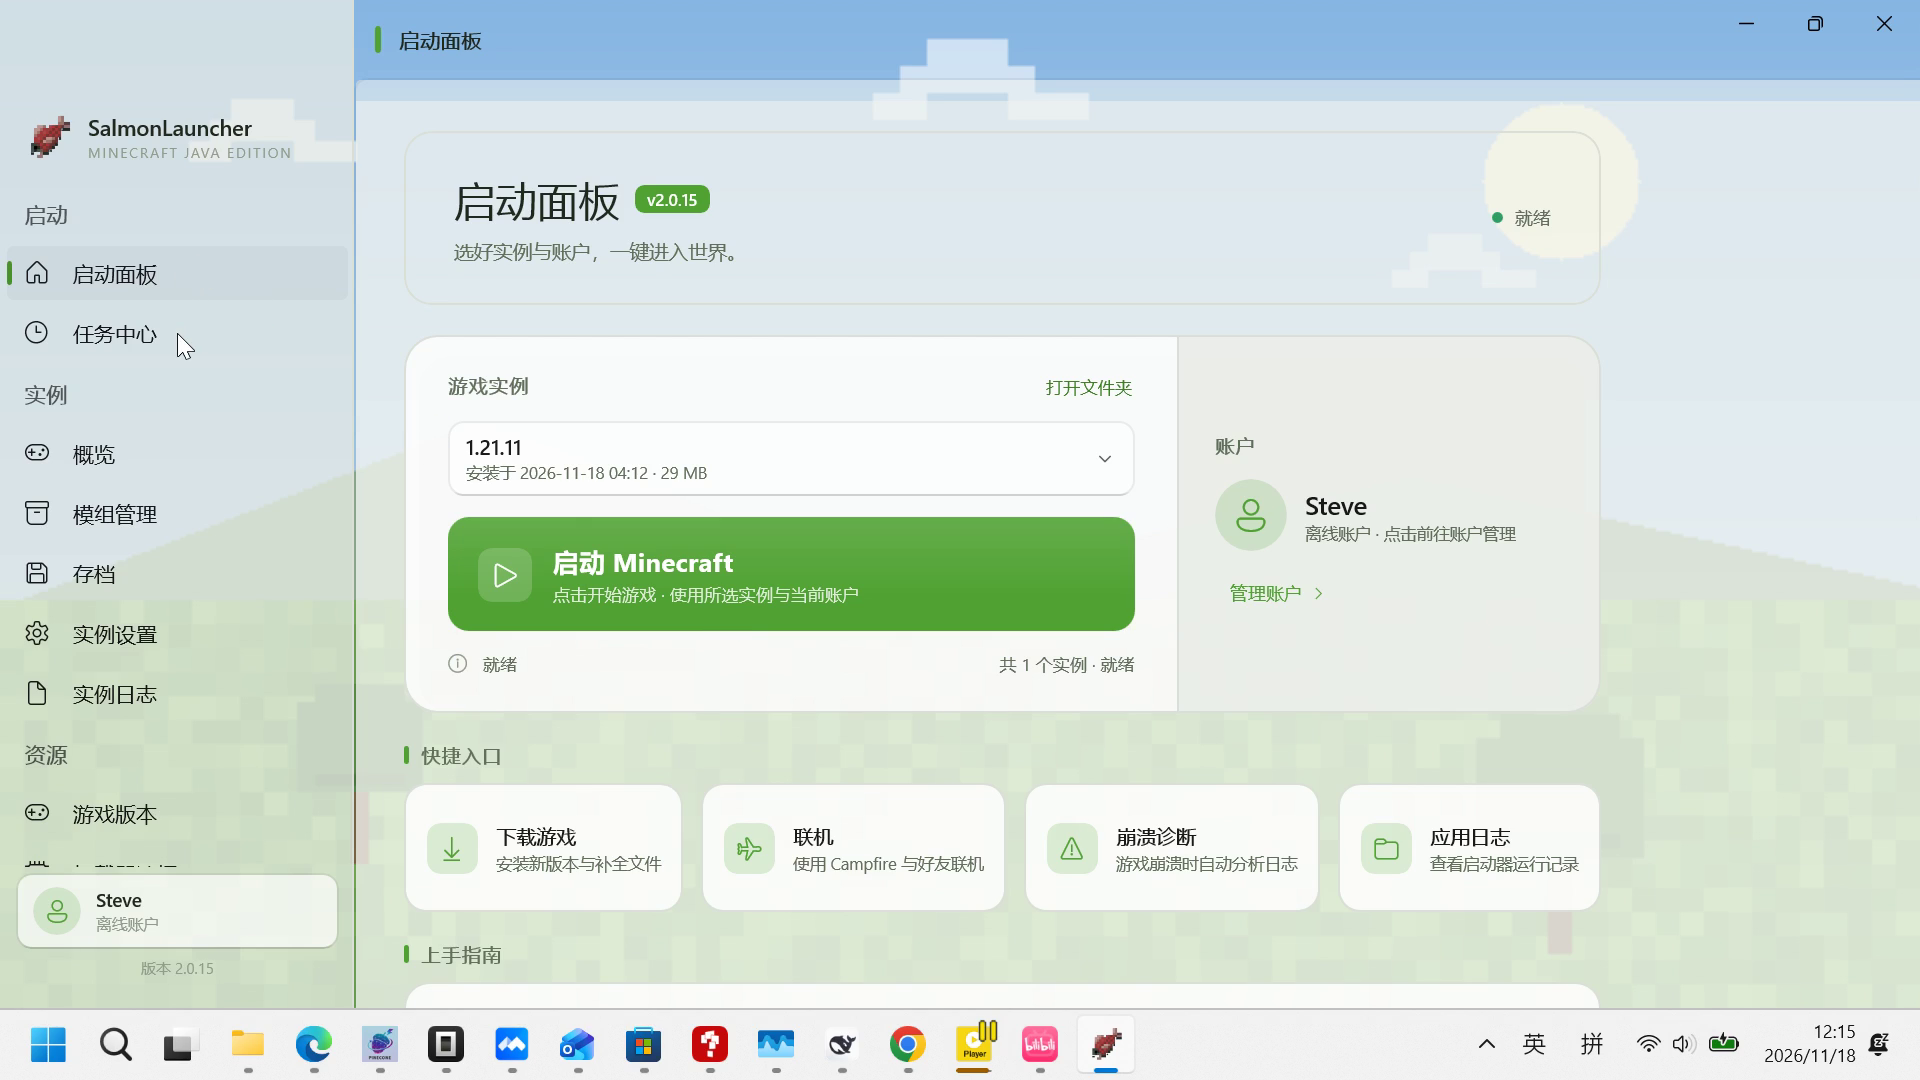 启动面板
SalmonLauncher
MINECRAFT JAVA EDITION
启动
启动面板
任务中心
实例
概览
模组管理
存档
实例设置
实例日志
资源
游戏版本
Steve
离线账户
版本 2.0.15
启动面板 v2.0.15
选好实例与账户，一键进入世界。
就绪
游戏实例
打开文件夹
1.21.11
安装于 2026-11-18 04:12 · 29 MB
启动 Minecraft
点击开始游戏 · 使用所选实例与当前账户
就绪
共 1 个实例 · 就绪
账户
Steve
离线账户 · 点击前往账户管理
管理账户
快捷入口
下载游戏
安装新版本与补全文件
联机
使用 Campfire 与好友联机
崩溃诊断
游戏崩溃时自动分析日志
应用日志
查看启动器运行记录
上手指南
PINECONE
Player
bilibili
英
拼
12:15
2026/11/18